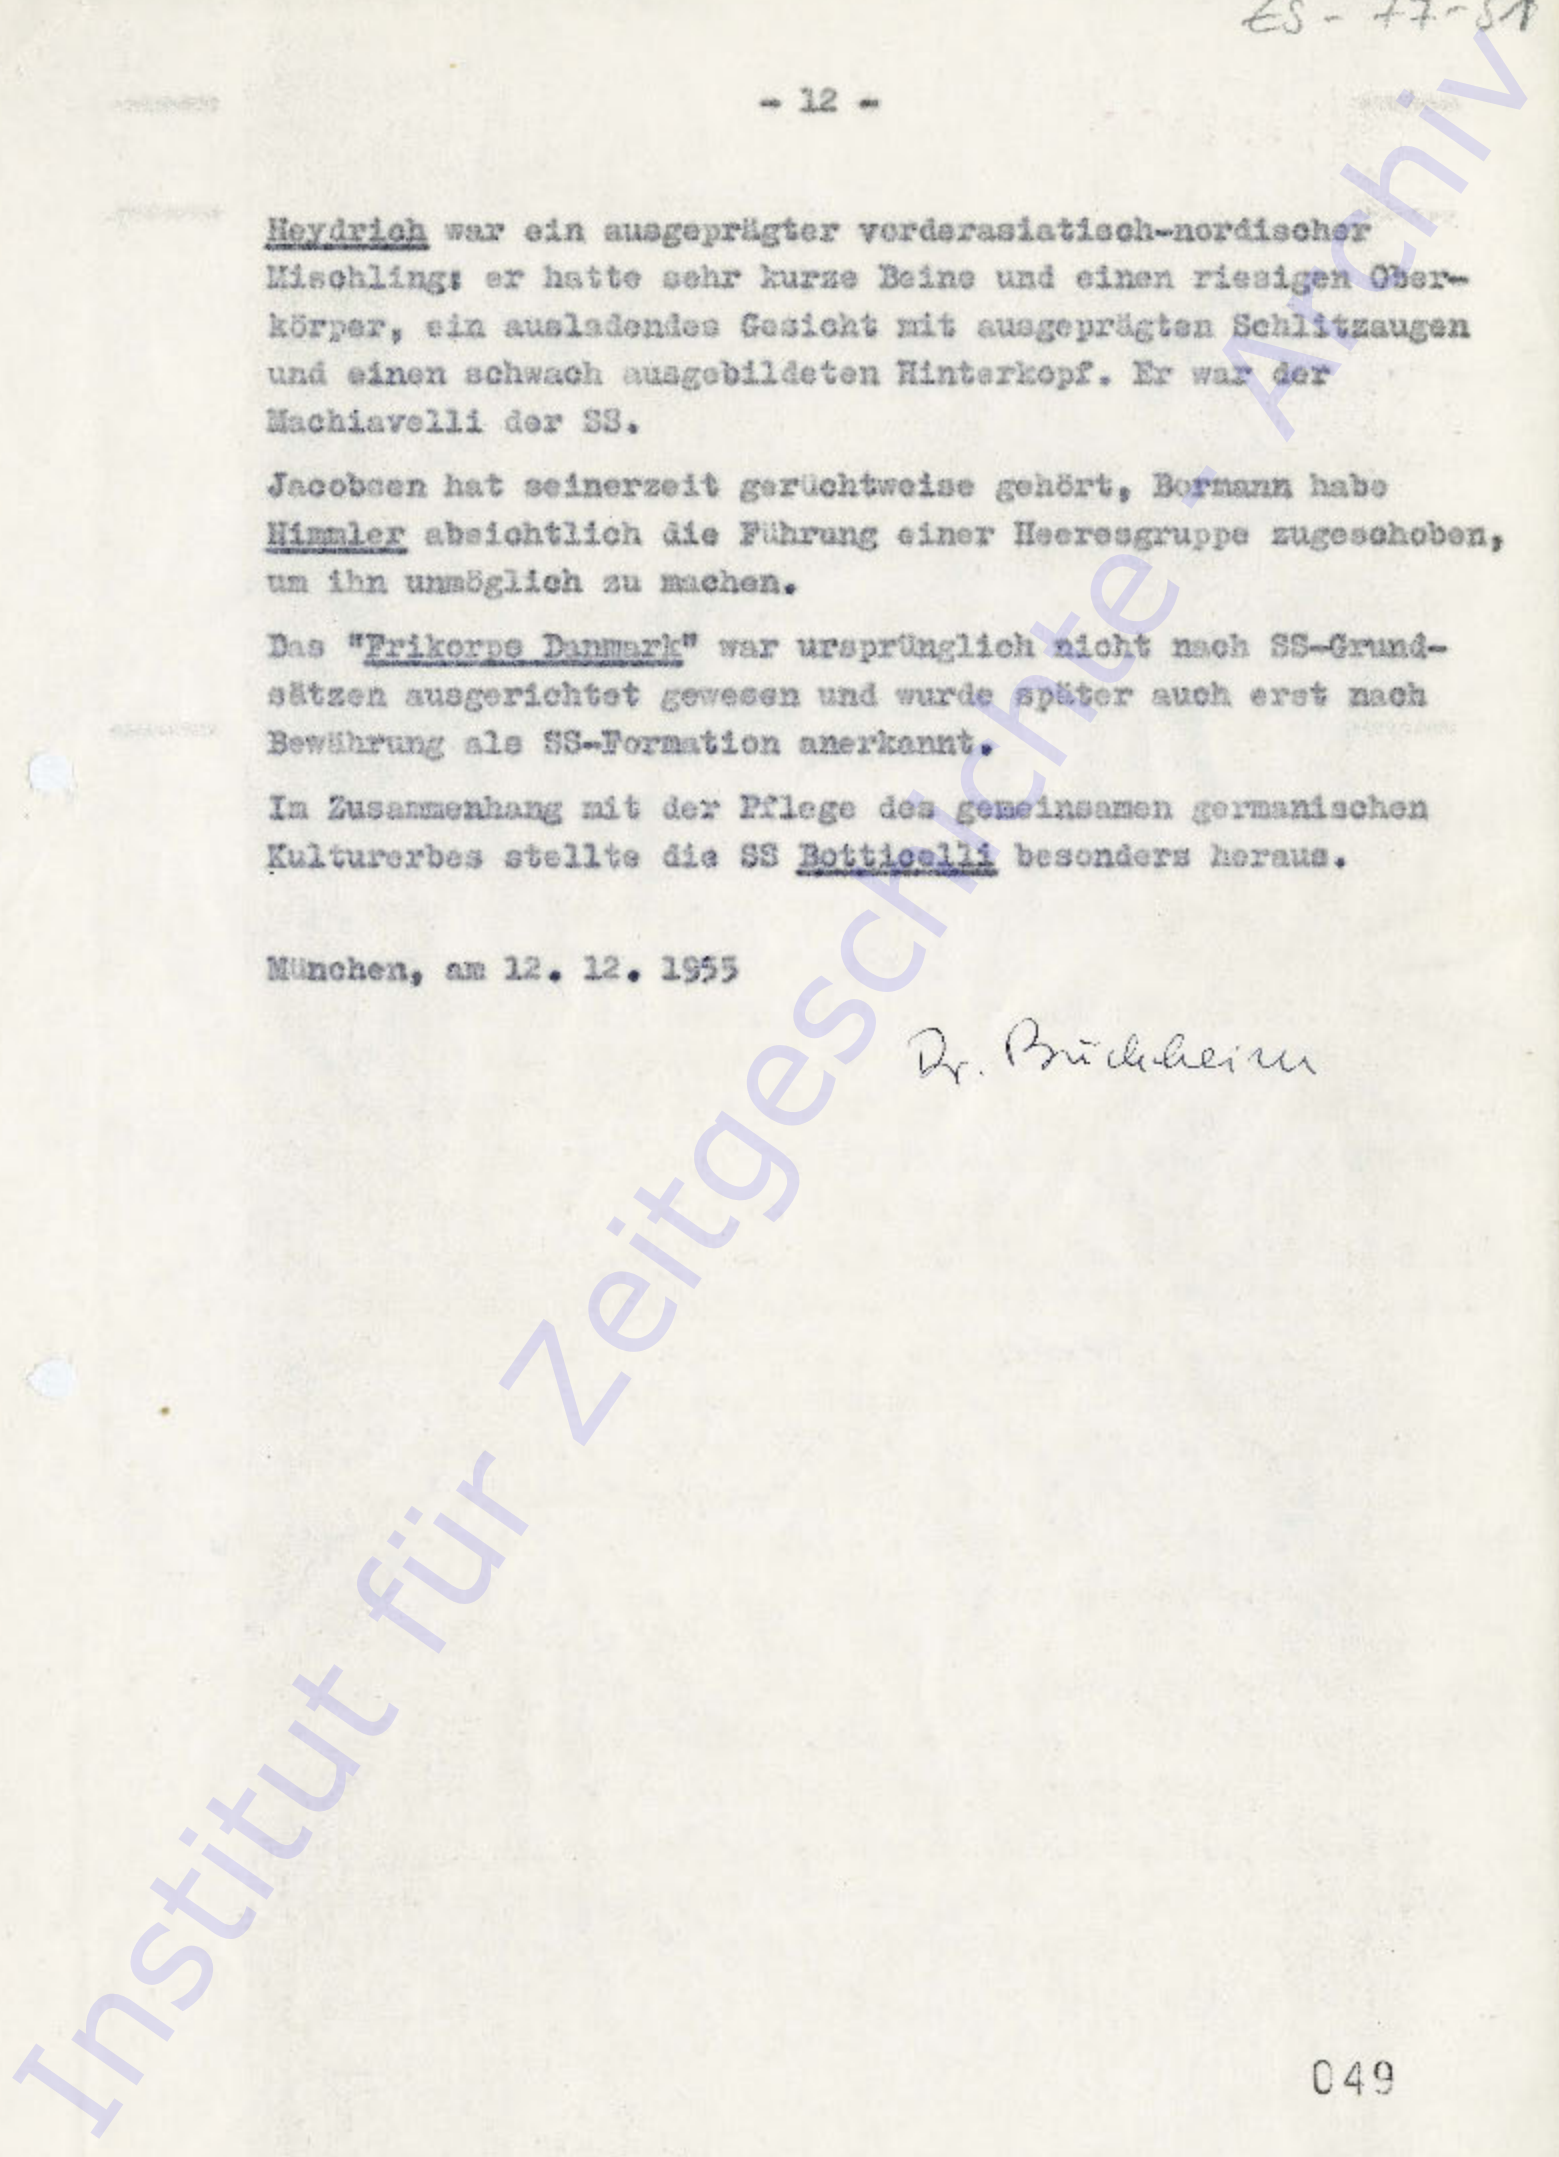 ZS - 77-51
- 12 -
Heydrich war ein ausgeprägter vorderasiatisch-nordischer
Mischling: er hatte sehr kurze Beine und einen riesigen Ober-
körper, ein ausladendes Gesicht mit ausgeprägten Schlitzaugen
und einen schwach ausgebildeten Hinterkopf. Er war der
Machiavelli der SS.
Jacobsen hat seinerzeit gerüchtweise gehört, Bormann habe
Himmler absichtlich die Führung einer Heeresgruppe zugeschoben,
um ihn unmöglich zu machen.
Das "Frikorps Danmark" war ursprünglich nicht nach SS-Grund-
sätzen ausgerichtet gewesen und wurde später auch erst nach
Bewährung als SS-Formation anerkannt.
Im Zusammenhang mit der Pflege des gemeinsamen germanischen
Kulturerbes stellte die SS Botticelli besonders heraus.
München, am 12. 12. 1955
Dr. Buchheim
Institut für Zeitgeschichte - Archiv
049